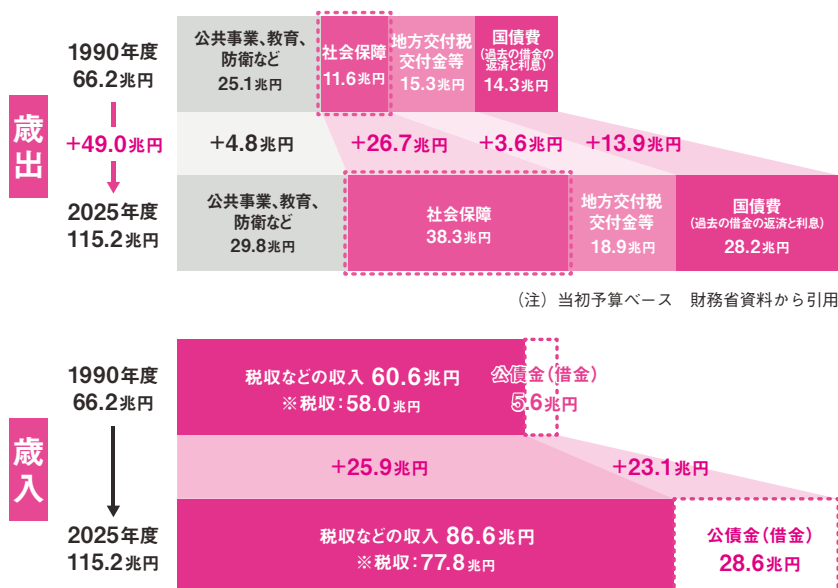 歳出
1990年度
66.2兆円
+49.0兆円
2025年度
115.2兆円
公共事業、教育、
防衛など
25.1兆円
社会保障
11.6兆円
地方交付税
交付金等
15.3兆円
国債費
(過去の借金の
返済と利息)
14.3兆円
+4.8兆円
+26.7兆円
+3.6兆円
+13.9兆円
公共事業、教育、
防衛など
29.8兆円
社会保障
38.3兆円
地方交付税
交付金等
18.9兆円
国債費
(過去の借金の返済と利息)
28.2兆円
(注)当初予算ベース 財務省資料から引用
歳入
1990年度
66.2兆円
2025年度
115.2兆円
税収などの収入 60.6兆円
※税収:58.0兆円
公債金(借金)
5.6兆円
+25.9兆円
+23.1兆円
税収などの収入 86.6兆円
※税収:77.8兆円
公債金(借金)
28.6兆円